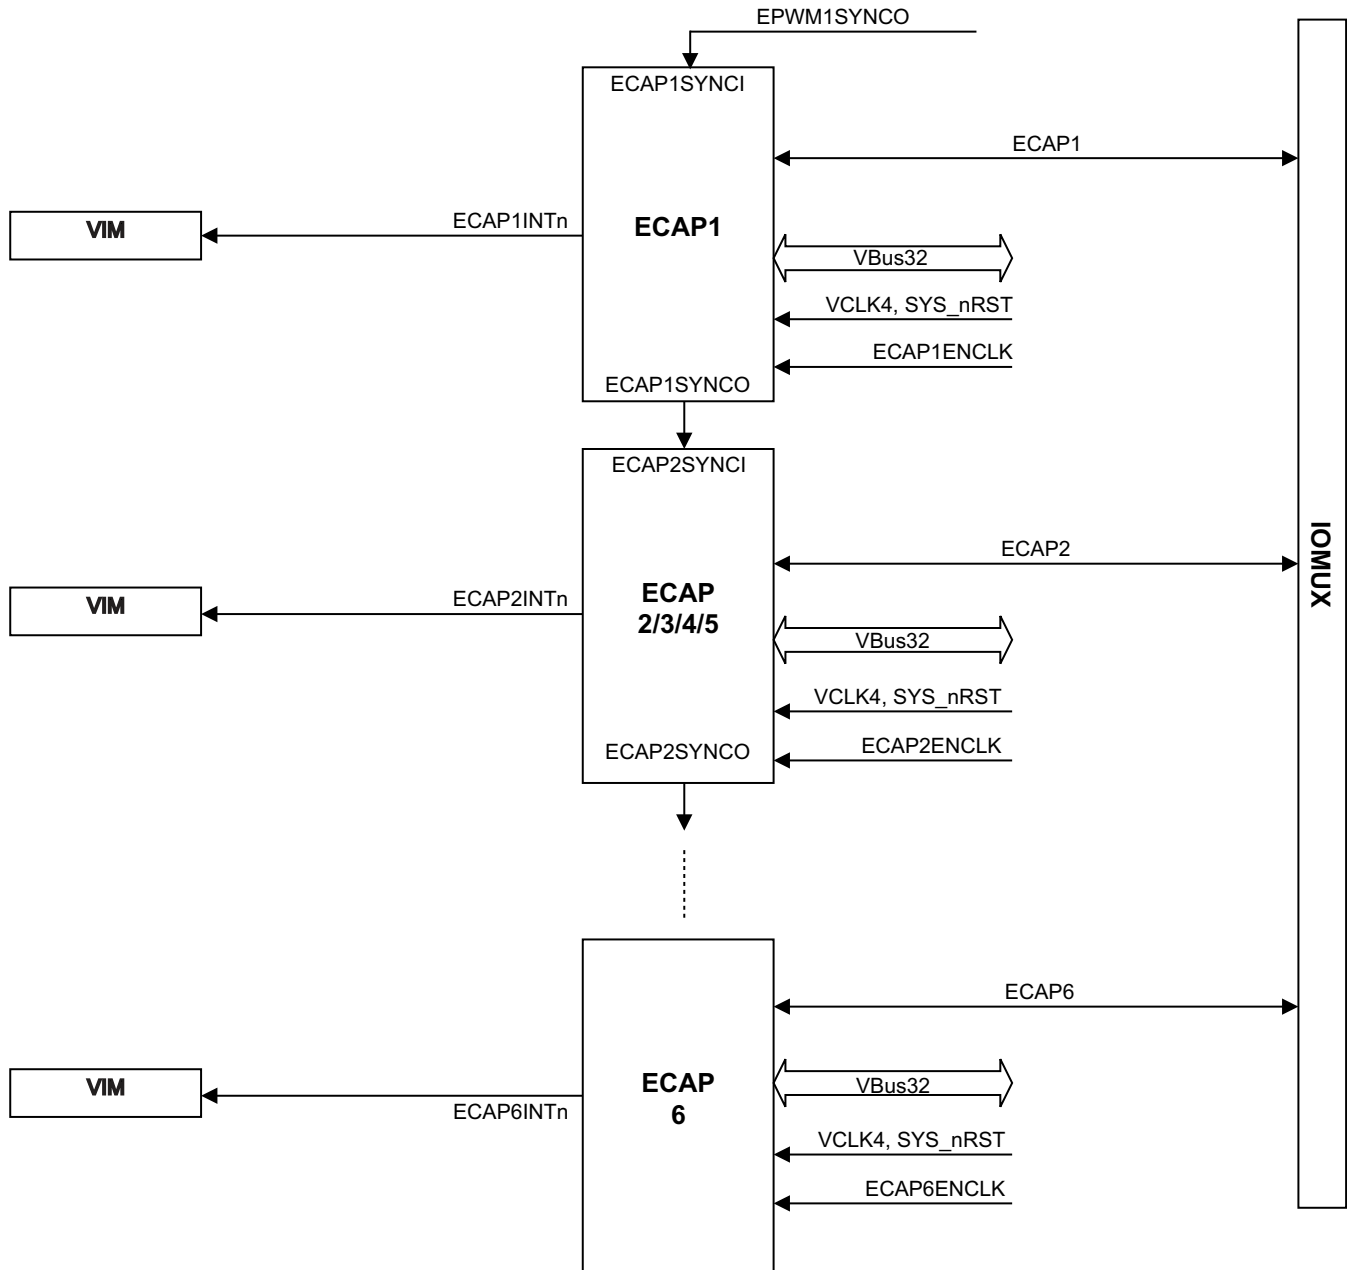 EPWM1SYNCO
ECAP1SYNCI
ECAP1
VIM
ECAP1INTn
ECAP1
VBus32
VCLK4, SYS_nRST
ECAP1ENCLK
ECAP1SYNCO
ECAP2SYNCI
ECAP2
IOMUX
VIM
ECAP2INTn
ECAP
2/3/4/5
VBus32
VCLK4, SYS_nRST
ECAP2ENCLK
ECAP2SYNCO
ECAP6
VIM
ECAP6INTn
ECAP
6
VBus32
VCLK4, SYS_nRST
ECAP6ENCLK